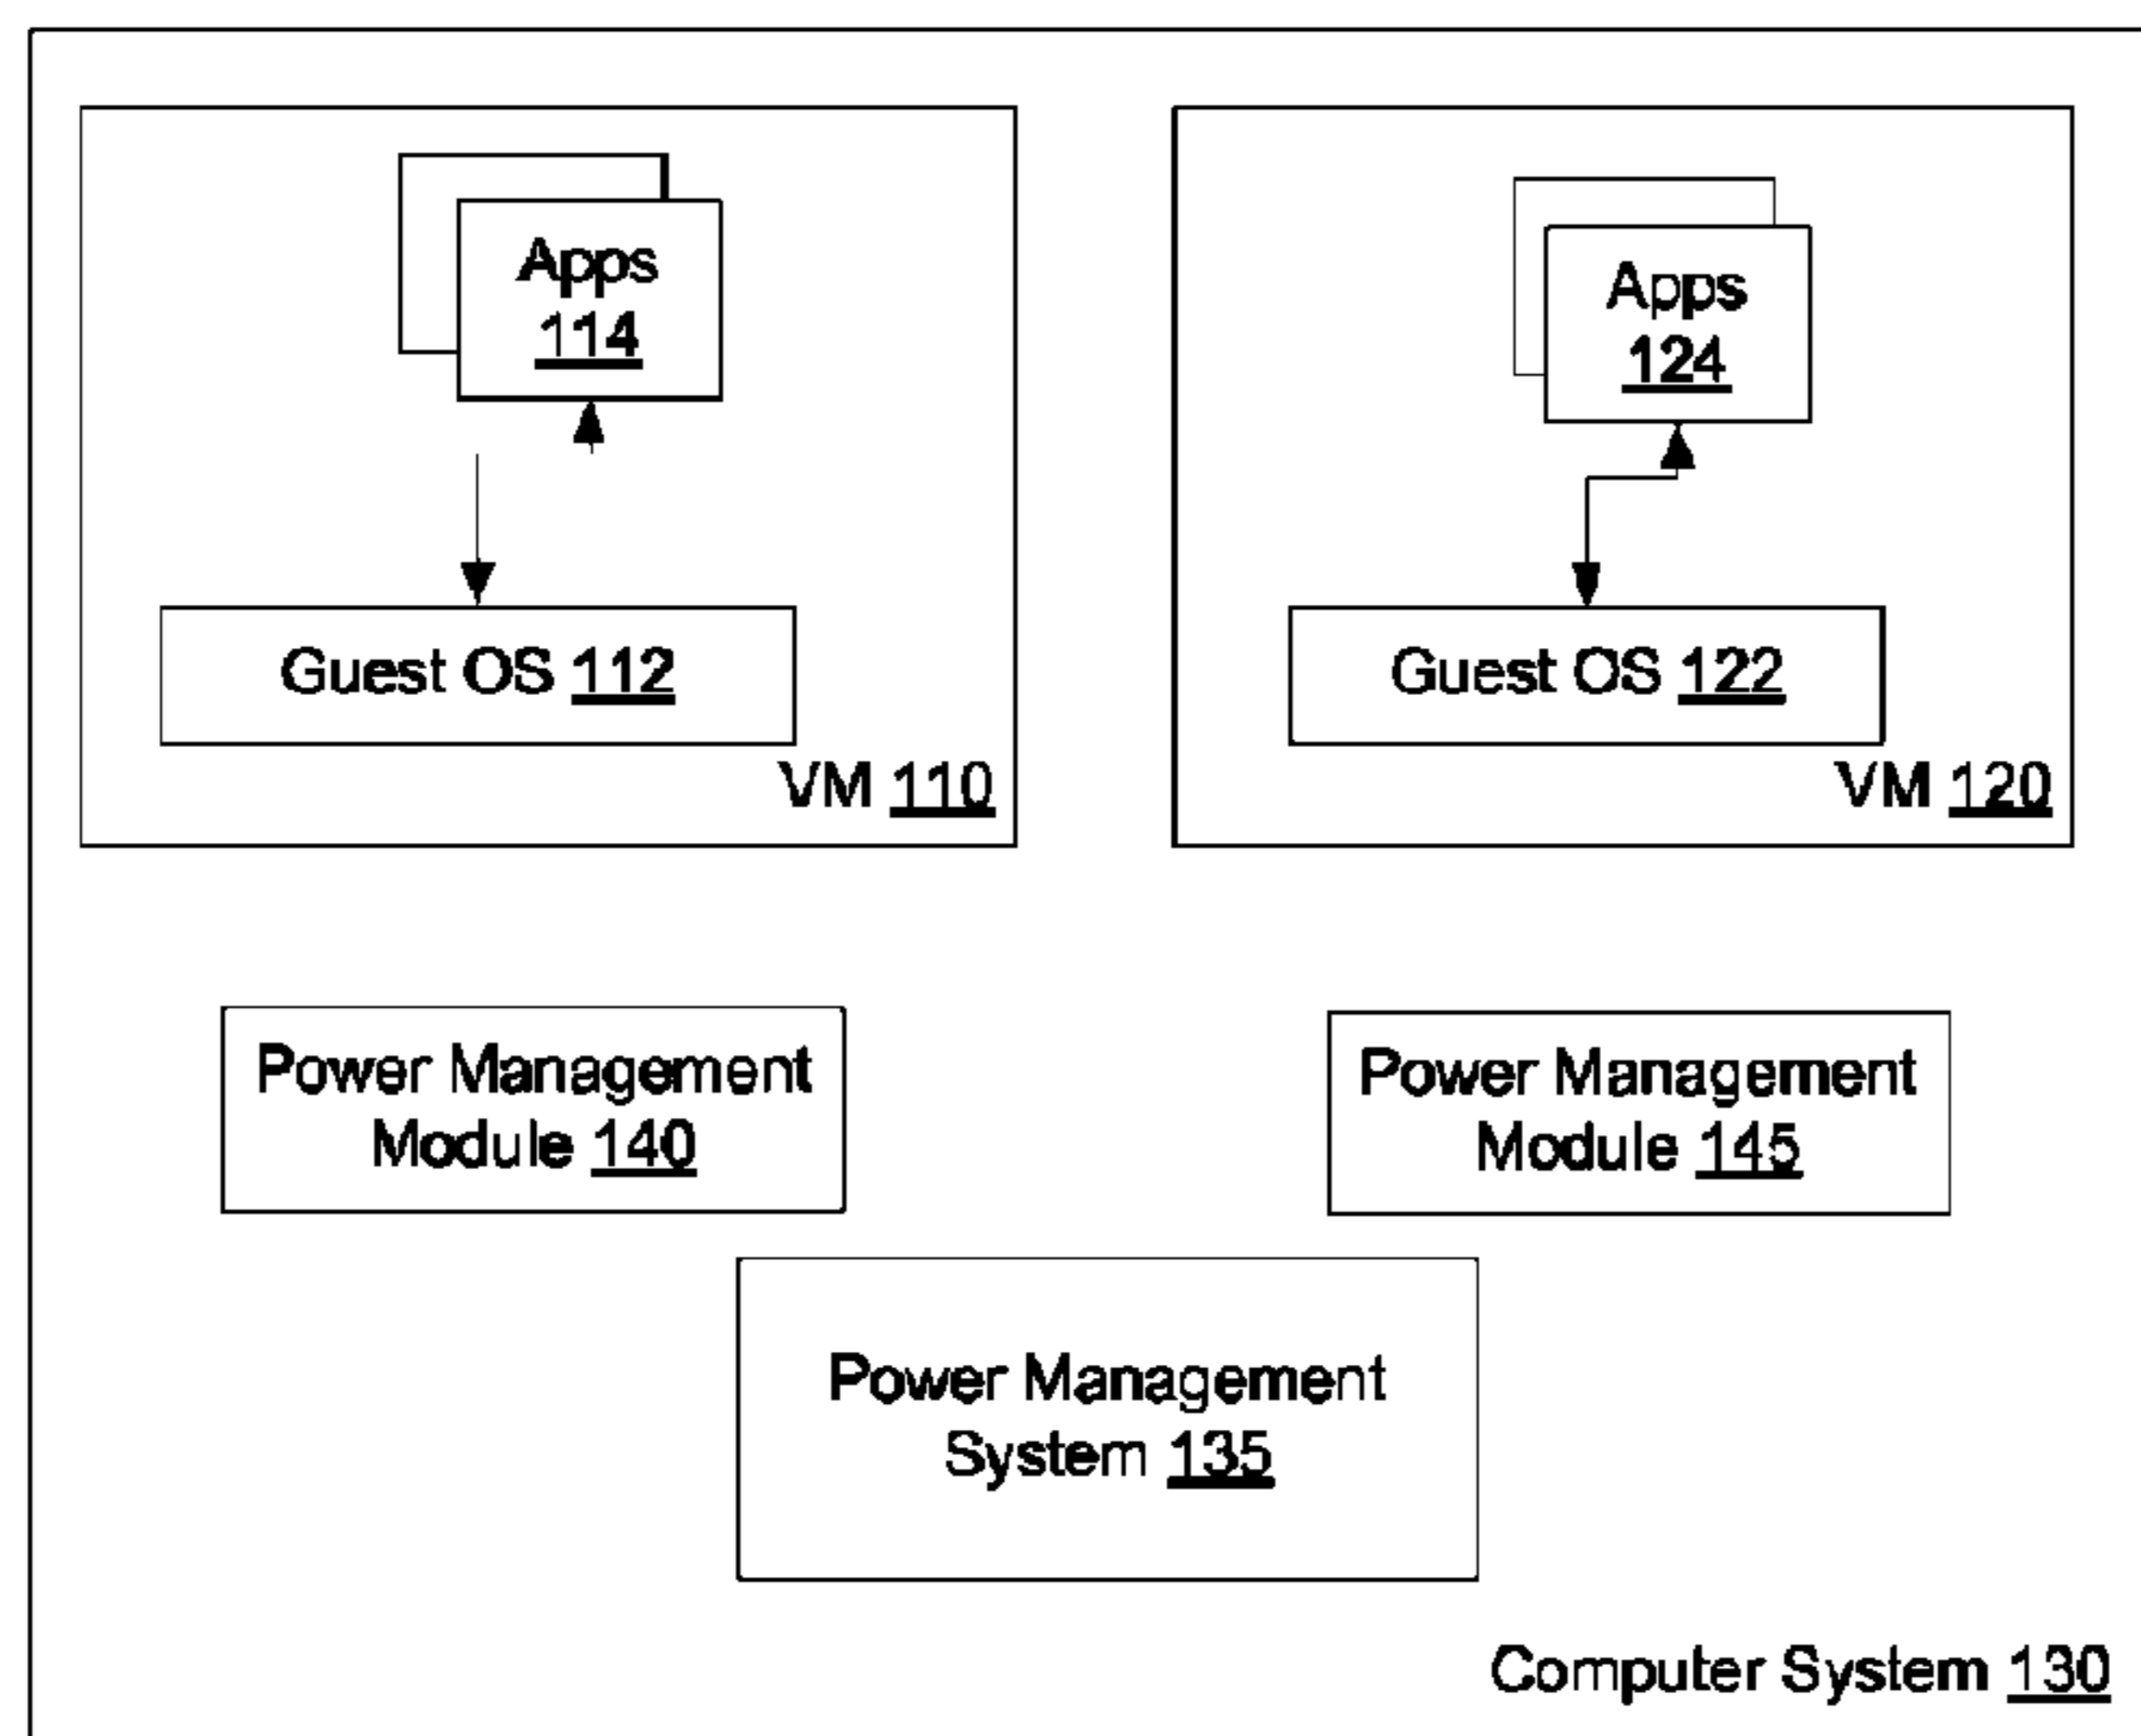 Apps
114
Guest OS 112
VM 110
Apps
124
Guest OS 122
VM 120
Power Management
Module 140
Power Management
Module 145
Power Management
System 135
Computer System 130